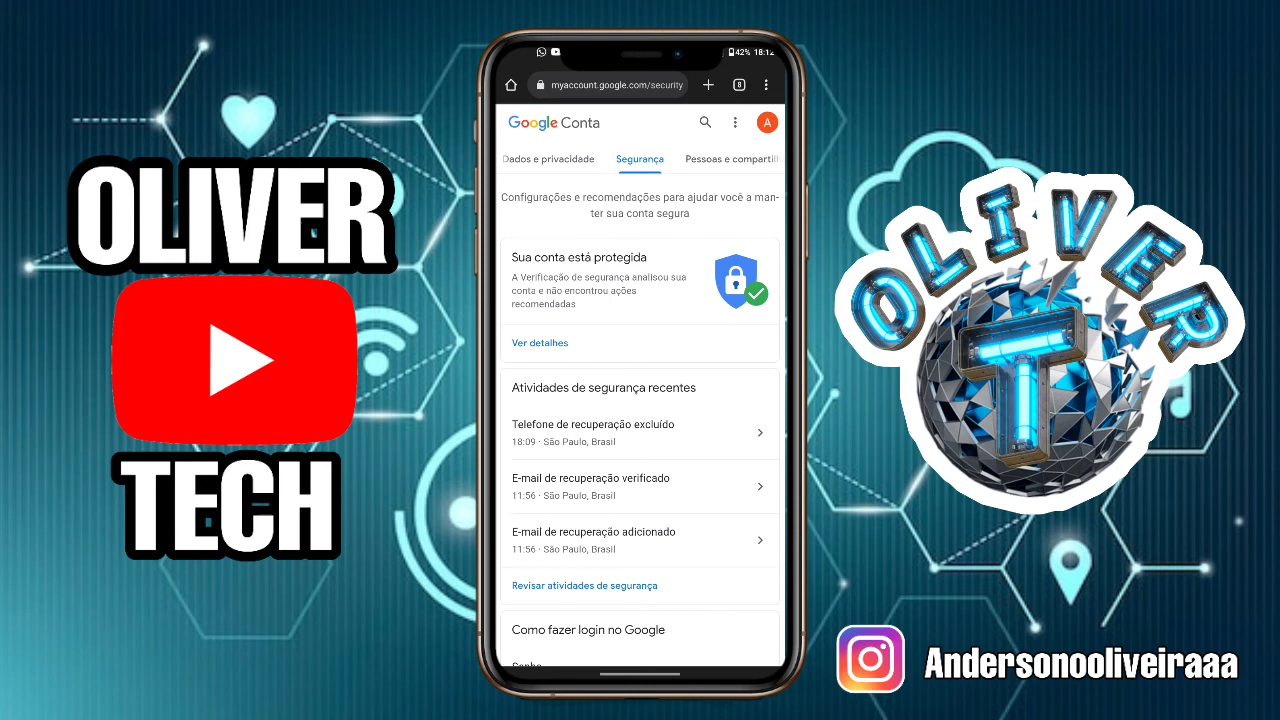 OLIVER
TECH
42% 18:12
myaccount.google.com/security
8
Google Conta
A
Dados e privacidade Segurança Pessoas e compartilh
Configurações e recomendações para ajudar você a man-
ter sua conta segura
Sua conta está protegida
A Verificação de segurança analisou sua
conta e não encontrou ações
recomendadas
Ver detalhes
Atividades de segurança recentes
Telefone de recuperação excluído
18:09 · São Paulo, Brasil
E-mail de recuperação verificado
11:56 · São Paulo, Brasil
E-mail de recuperação adicionado
11:56 · São Paulo, Brasil
Revisar atividades de segurança
Como fazer login no Google
Senha
OLIVER
T
Andersonooliveiraaa